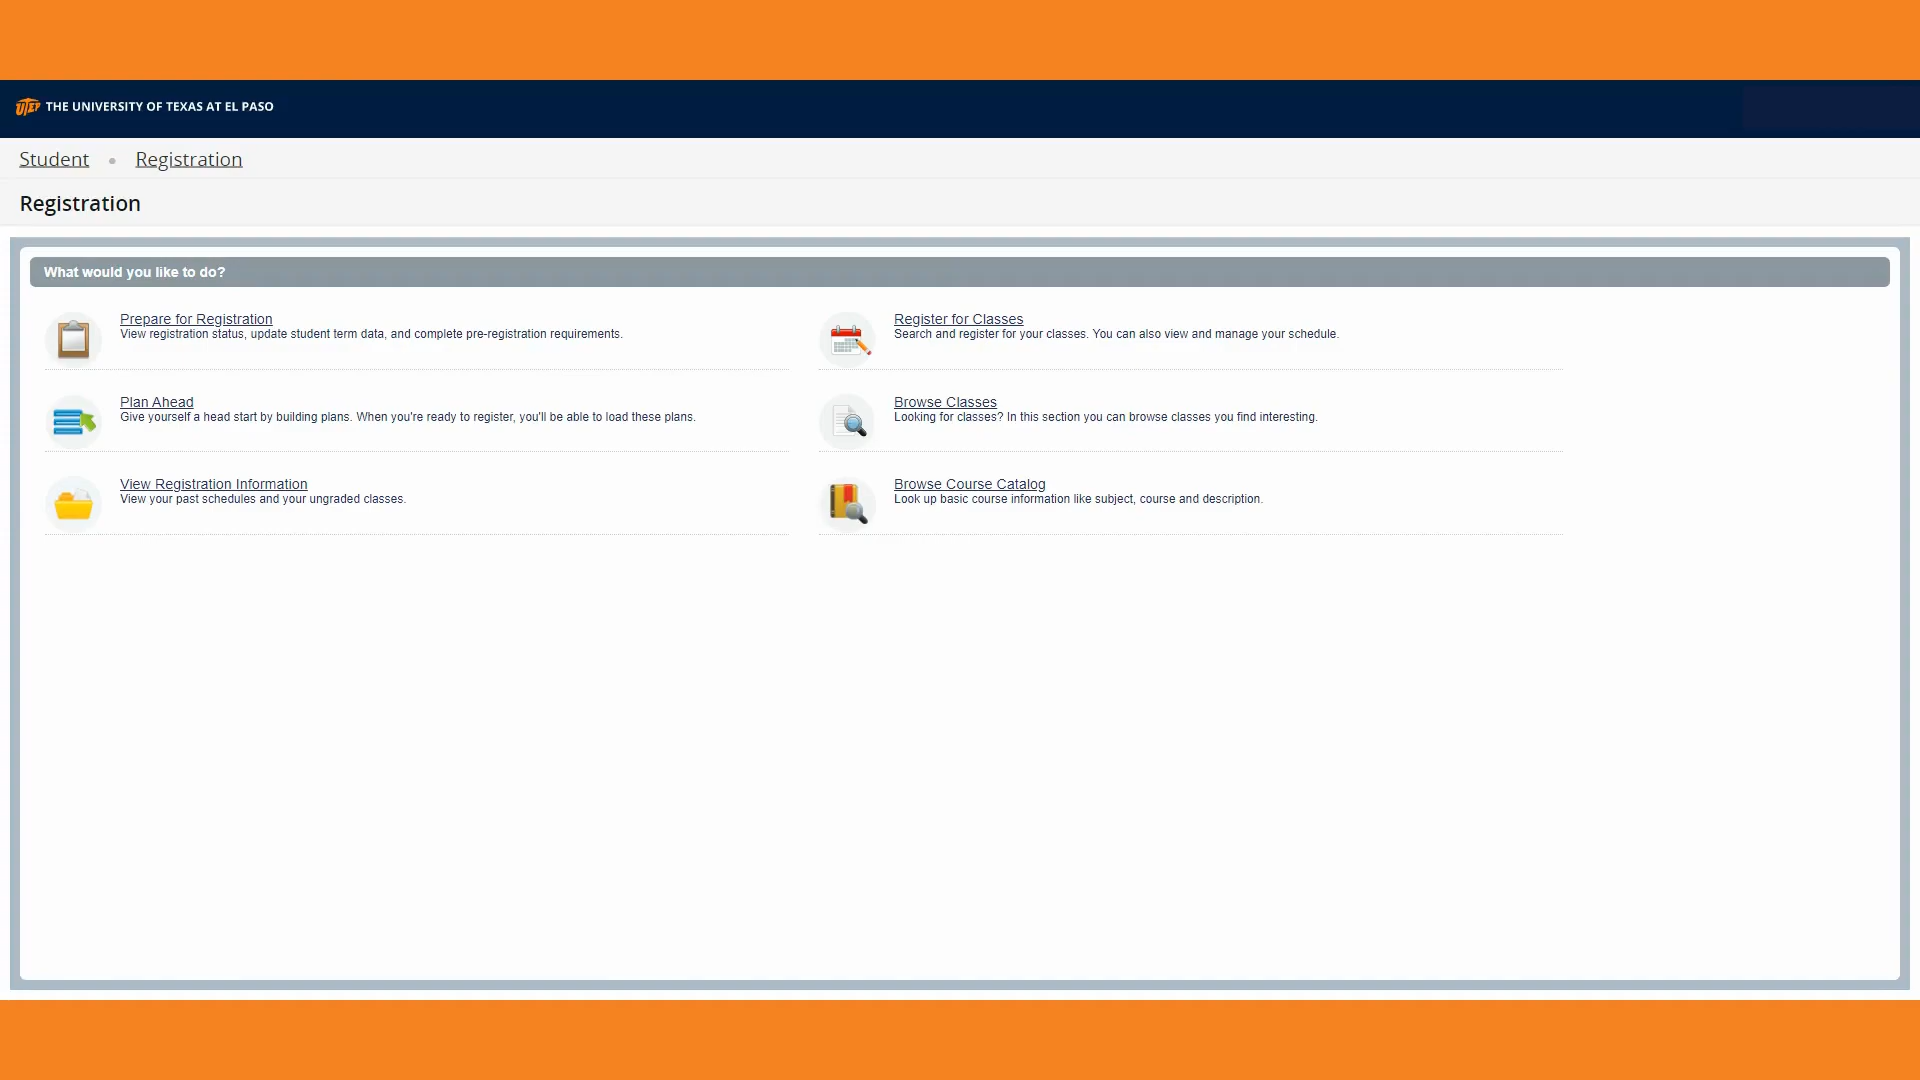 UTEP THE UNIVERSITY OF TEXAS AT EL PASO
Student • Registration
Registration
What would you like to do?
Prepare for Registration
View registration status, update student term data, and complete pre-registration requirements.
Register for Classes
Search and register for your classes. You can also view and manage your schedule.
Plan Ahead
Give yourself a head start by building plans. When you're ready to register, you'll be able to load these plans.
Browse Classes
Looking for classes? In this section you can browse classes you find interesting.
View Registration Information
View your past schedules and your ungraded classes.
Browse Course Catalog
Look up basic course information like subject, course and description.